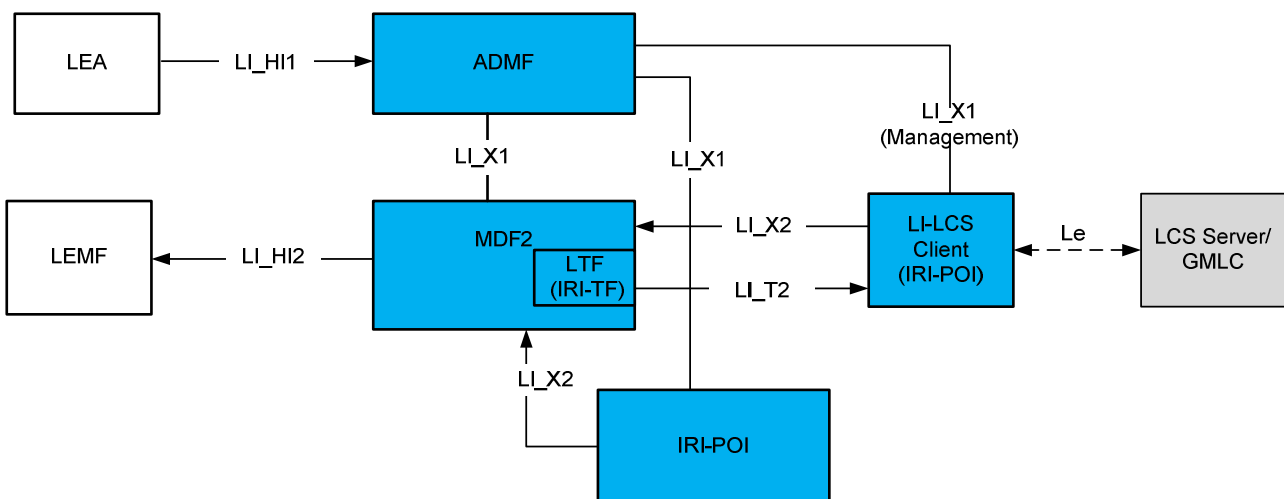 LEA
LI_HI1
ADMF
LI_X1
(Management)
LI_X1
LI_X1
LEMF
LI_HI2
MDF2
LTF
(IRI-TF)
LI_X2
LI_T2
LI-LCS
Client
(IRI-POI)
Le
LCS Server/
GMLC
LI_X2
IRI-POI